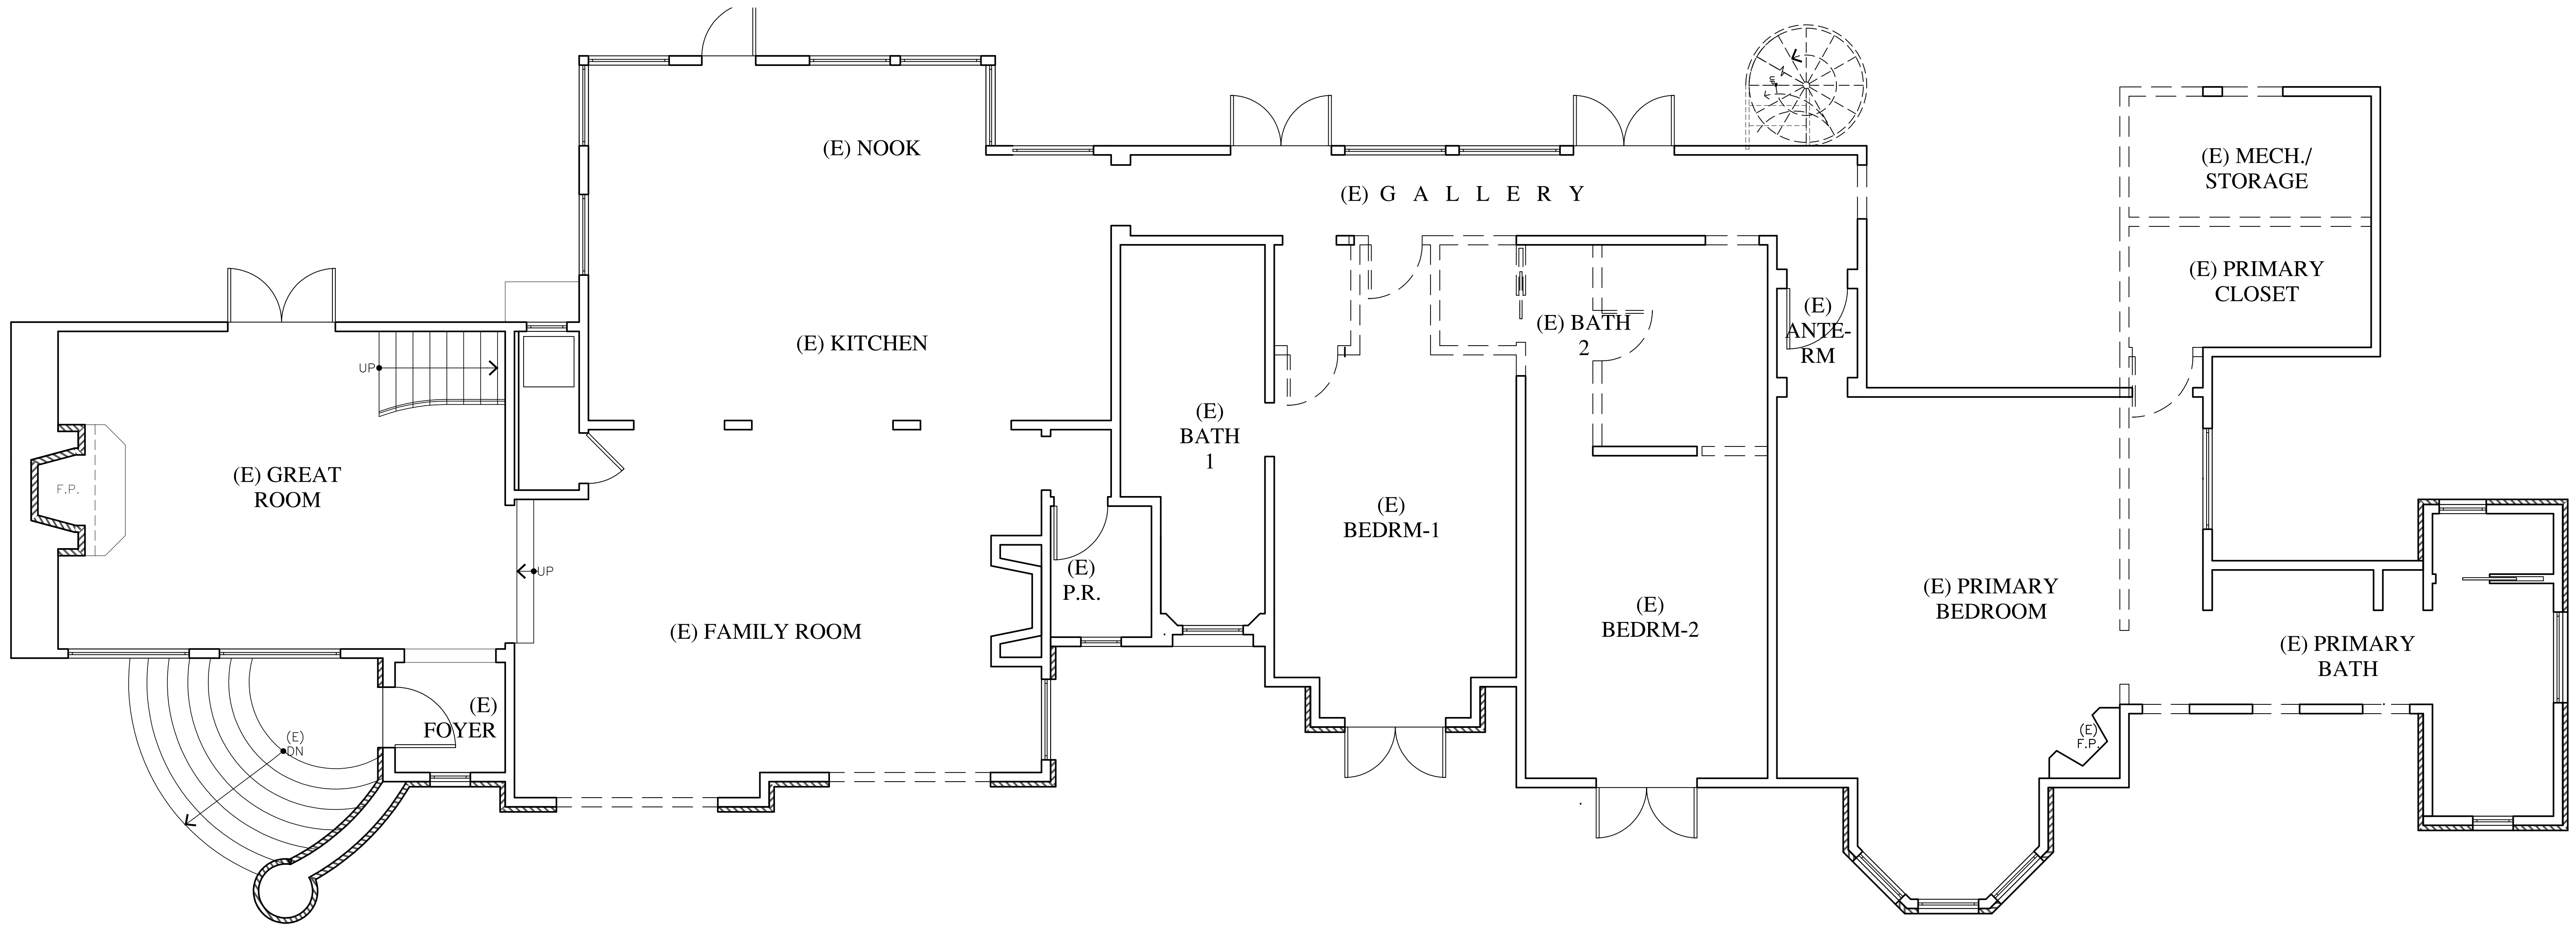 (E) NOOK
(E) MECH./
STORAGE
(E) G A L L E R Y
(E) PRIMARY
CLOSET
(E)
ANTE-
RM
(E) BATH
2
(E) KITCHEN
UP
(E)
BATH
1
(E) GREAT
ROOM
F.P.
(E)
BEDRM-1
UP
(E)
P.R.
(E) PRIMARY
BEDROOM
(E)
BEDRM-2
(E) FAMILY ROOM
(E) PRIMARY
BATH
(E)
FOYER
(E)
DN
(E)
F.P.